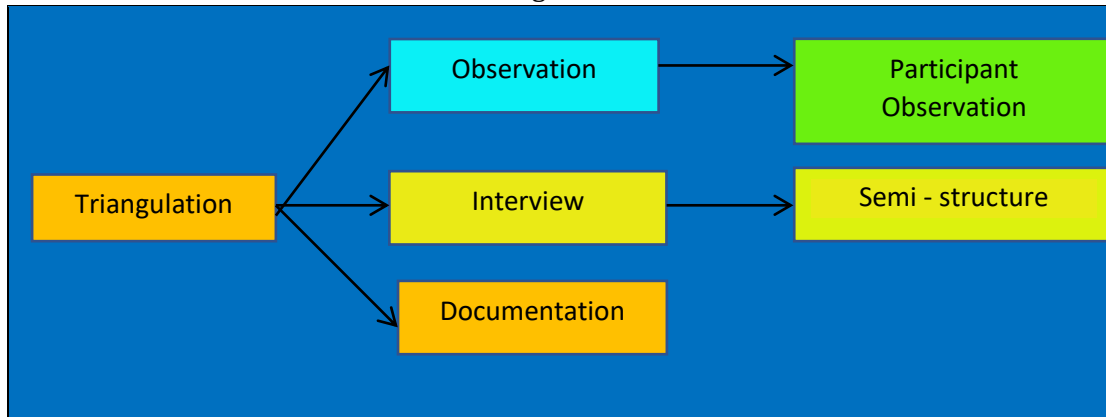 Observation
Participant
Observation
Triangulation
Interview
Semi - structure
Documentation